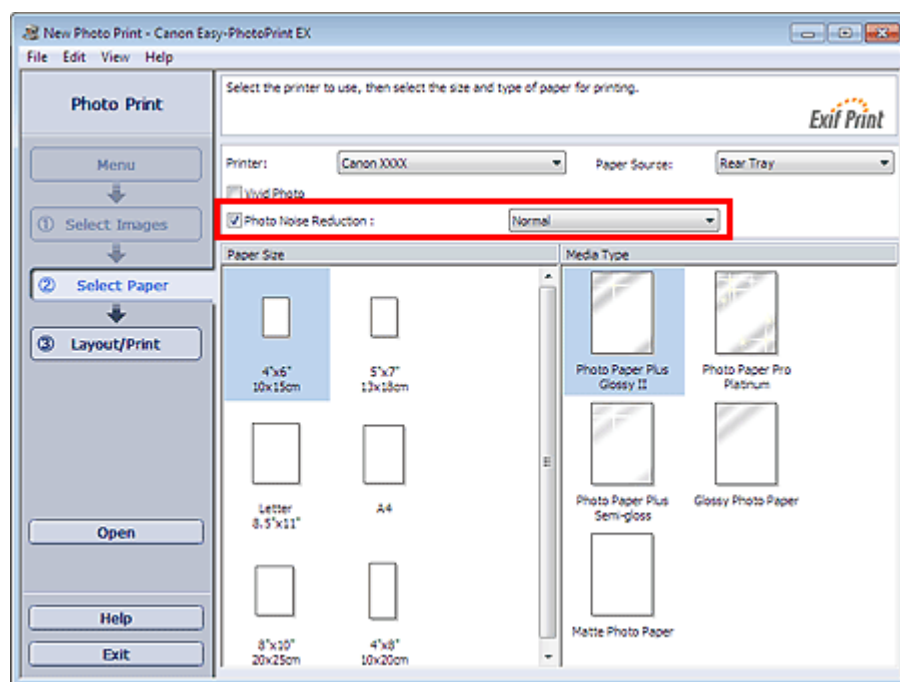 New Photo Print - Canon Easy-PhotoPrint EX
File Edit View Help
Photo Print
Select the printer to use, then select the size and type of paper for printing.
Exif Print
Menu
① Select Images
② Select Paper
③ Layout/Print
Open
Help
Exit
Printer: Canon XXXX Paper Source: Rear Tray
Vivid Photo
Photo Noise Reduction : Normal
Paper Size
4"x6"
10x15cm
5"x7"
13x18cm
Letter
8.5"x11"
A4
8"x10"
20x25cm
4"x8"
10x20cm
Media Type
Photo Paper Plus
Glossy II
Photo Paper Pro
Platinum
Photo Paper Plus
Semi-gloss
Glossy Photo Paper
Matte Photo Paper